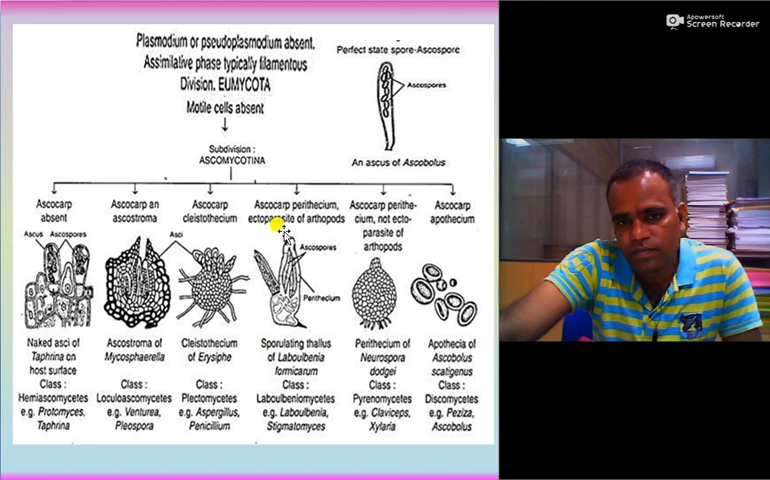 Plasmodium or pseudoplasmodium absent.
Assimilative phase typically filamentous
Division. EUMYCOTA
Motile cells absent
Subdivision :
ASCOMYCOTINA
Perfect state spore-Ascospore
Ascospores
An ascus of Ascobolus
Ascocarp
absent
Ascus
Ascospores
Naked asci of
Taphrina on
host surface
Class :
Hemiascomycetes
e.g. Protomyces,
Taphrina
Ascocarp an
ascostroma
Asci
Ascostroma of
Mycosphaerella
Class :
Loculoascomycetes
e.g. Venturea,
Pleospora
Ascocarp
cleistothecium
Cleistothecium
of Erysiphe
Class :
Plectomycetes
e.g. Aspergillus,
Penicillium
Ascocarp perithecium,
ectoparasite of arthopods
Ascospores
Perithecium
Sporulating thallus
of Laboulbenia
formicarum
Class :
Laboulbeniomycetes
e.g. Laboulbenia,
Stigmatomyces
Ascocarp perithe-
cium, not ecto-
parasite of
arthopods
Perithecium of
Neurospora
dodgei
Class :
Pyrenomycetes
e.g. Claviceps,
Xylaria
Ascocarp
apothecium
Apothecia of
Ascobolus
scatigenus
Class :
Discomycetes
e.g. Peziza,
Ascobolus
Apowersoft
Screen Recorder